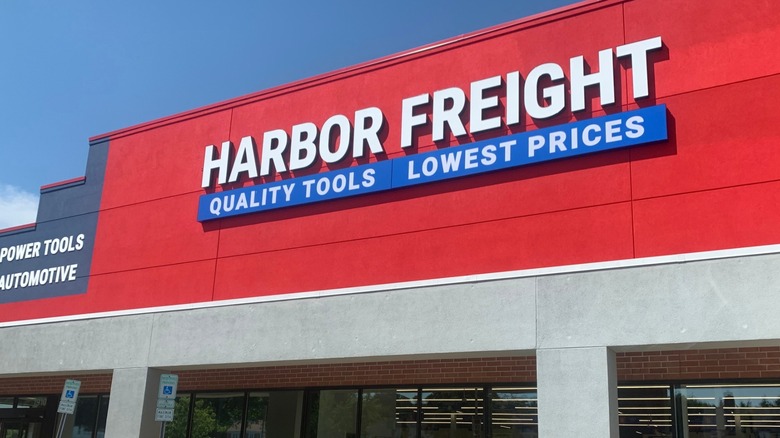 HARBOR FREIGHT
QUALITY TOOLS LOWEST PRICES
POWER TOOLS
AUTOMOTIVE